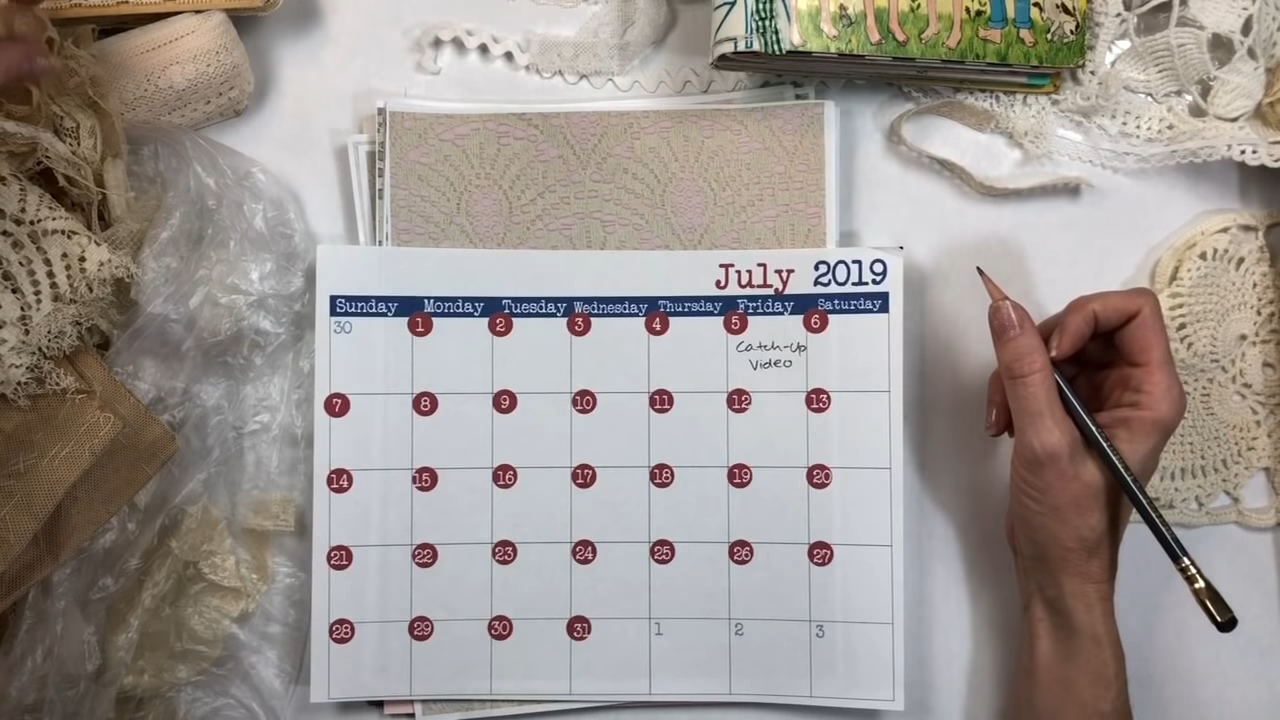 July 2019
Sunday Monday Tuesday Wednesday Thursday Friday Saturday
30 1 2 3 4 5 6
Catch-Up
Video
7 8 9 10 11 12 13
14 15 16 17 18 19 20
21 22 23 24 25 26 27
28 29 30 31 1 2 3